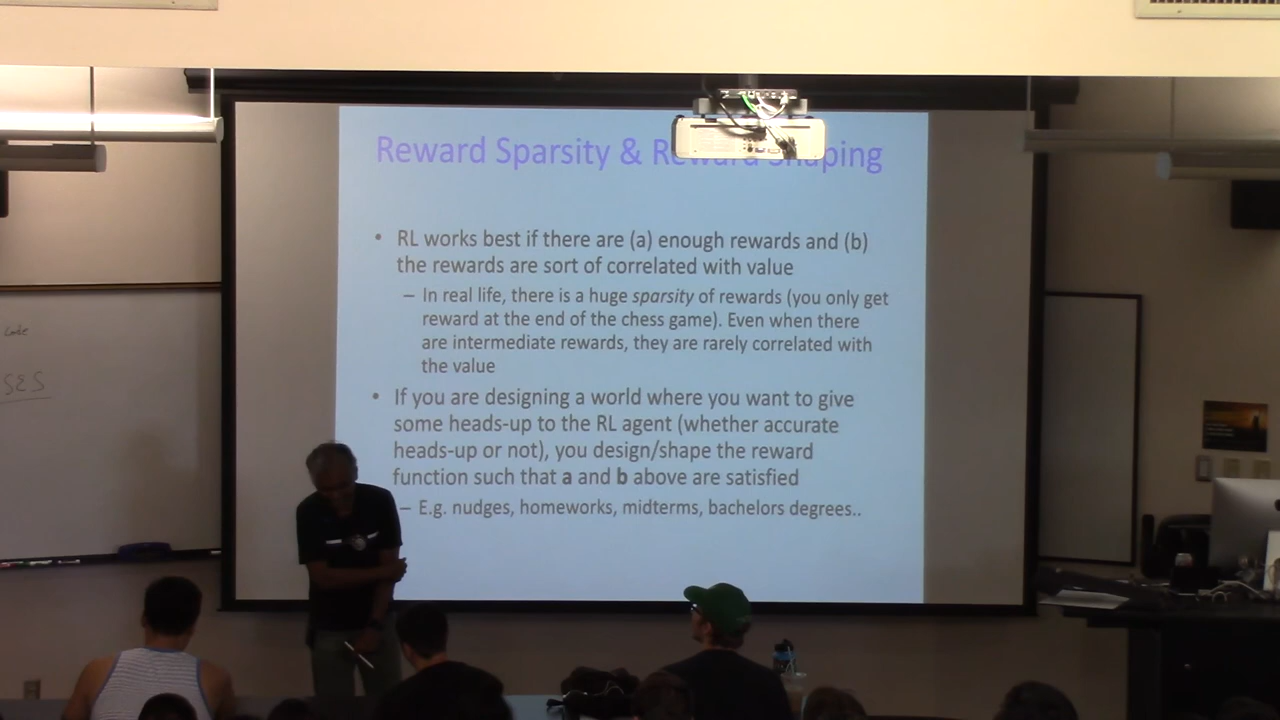 Reward Sparsity & Reward Shaping
• RL works best if there are (a) enough rewards and (b)
the rewards are sort of correlated with value
– In real life, there is a huge sparsity of rewards (you only get
reward at the end of the chess game). Even when there
are intermediate rewards, they are rarely correlated with
the value
• If you are designing a world where you want to give
some heads-up to the RL agent (whether accurate
heads-up or not), you design/shape the reward
function such that a and b above are satisfied
– E.g. nudges, homeworks, midterms, bachelors degrees..